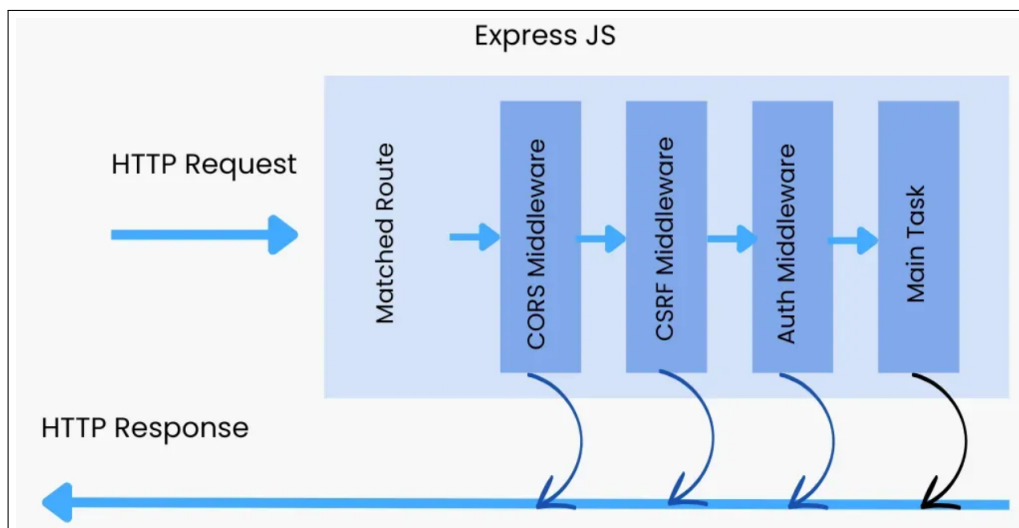 Express JS
HTTP Request
Matched Route
CORS Middleware
CSRF Middleware
Auth Middleware
Main Task
HTTP Response